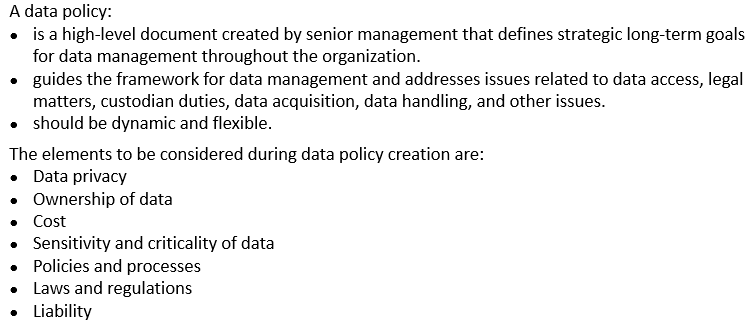 A data policy:
• is a high-level document created by senior management that defines strategic long-term goals
for data management throughout the organization.
• guides the framework for data management and addresses issues related to data access, legal
matters, custodian duties, data acquisition, data handling, and other issues.
• should be dynamic and flexible.
The elements to be considered during data policy creation are:
• Data privacy
• Ownership of data
• Cost
• Sensitivity and criticality of data
• Policies and processes
• Laws and regulations
• Liability